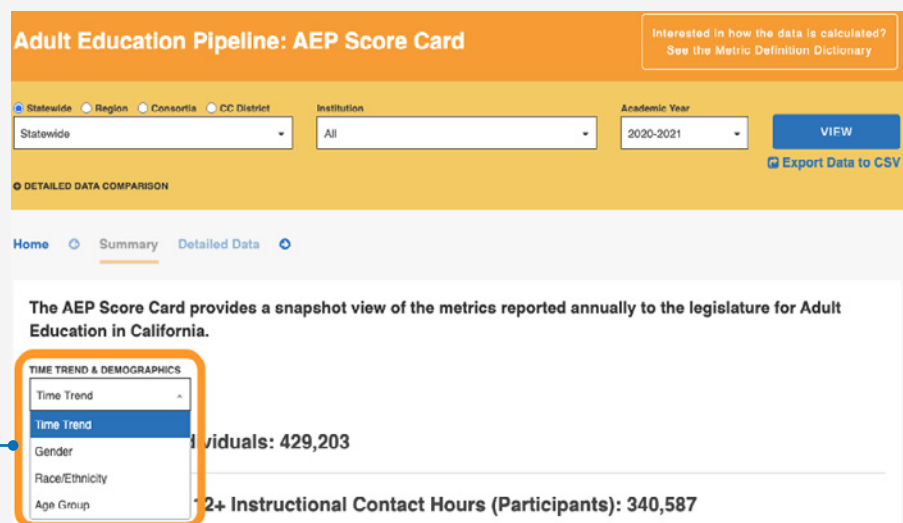 Adult Education Pipeline: AEP Score Card
Interested in how the data is calculated?
See the Metric Definition Dictionary
Statewide Region Consortia CC District
Institution
Academic Year
Statewide
All
2020-2021
VIEW
Export Data to CSV
DETAILED DATA COMPARISON
Home Summary Detailed Data
The AEP Score Card provides a snapshot view of the metrics reported annually to the legislature for Adult
Education in California.
TIME TREND & DEMOGRAPHICS
Time Trend
Time Trend
Gender
Race/Ethnicity
Age Group
viduals: 429,203
2+ Instructional Contact Hours (Participants): 340,587